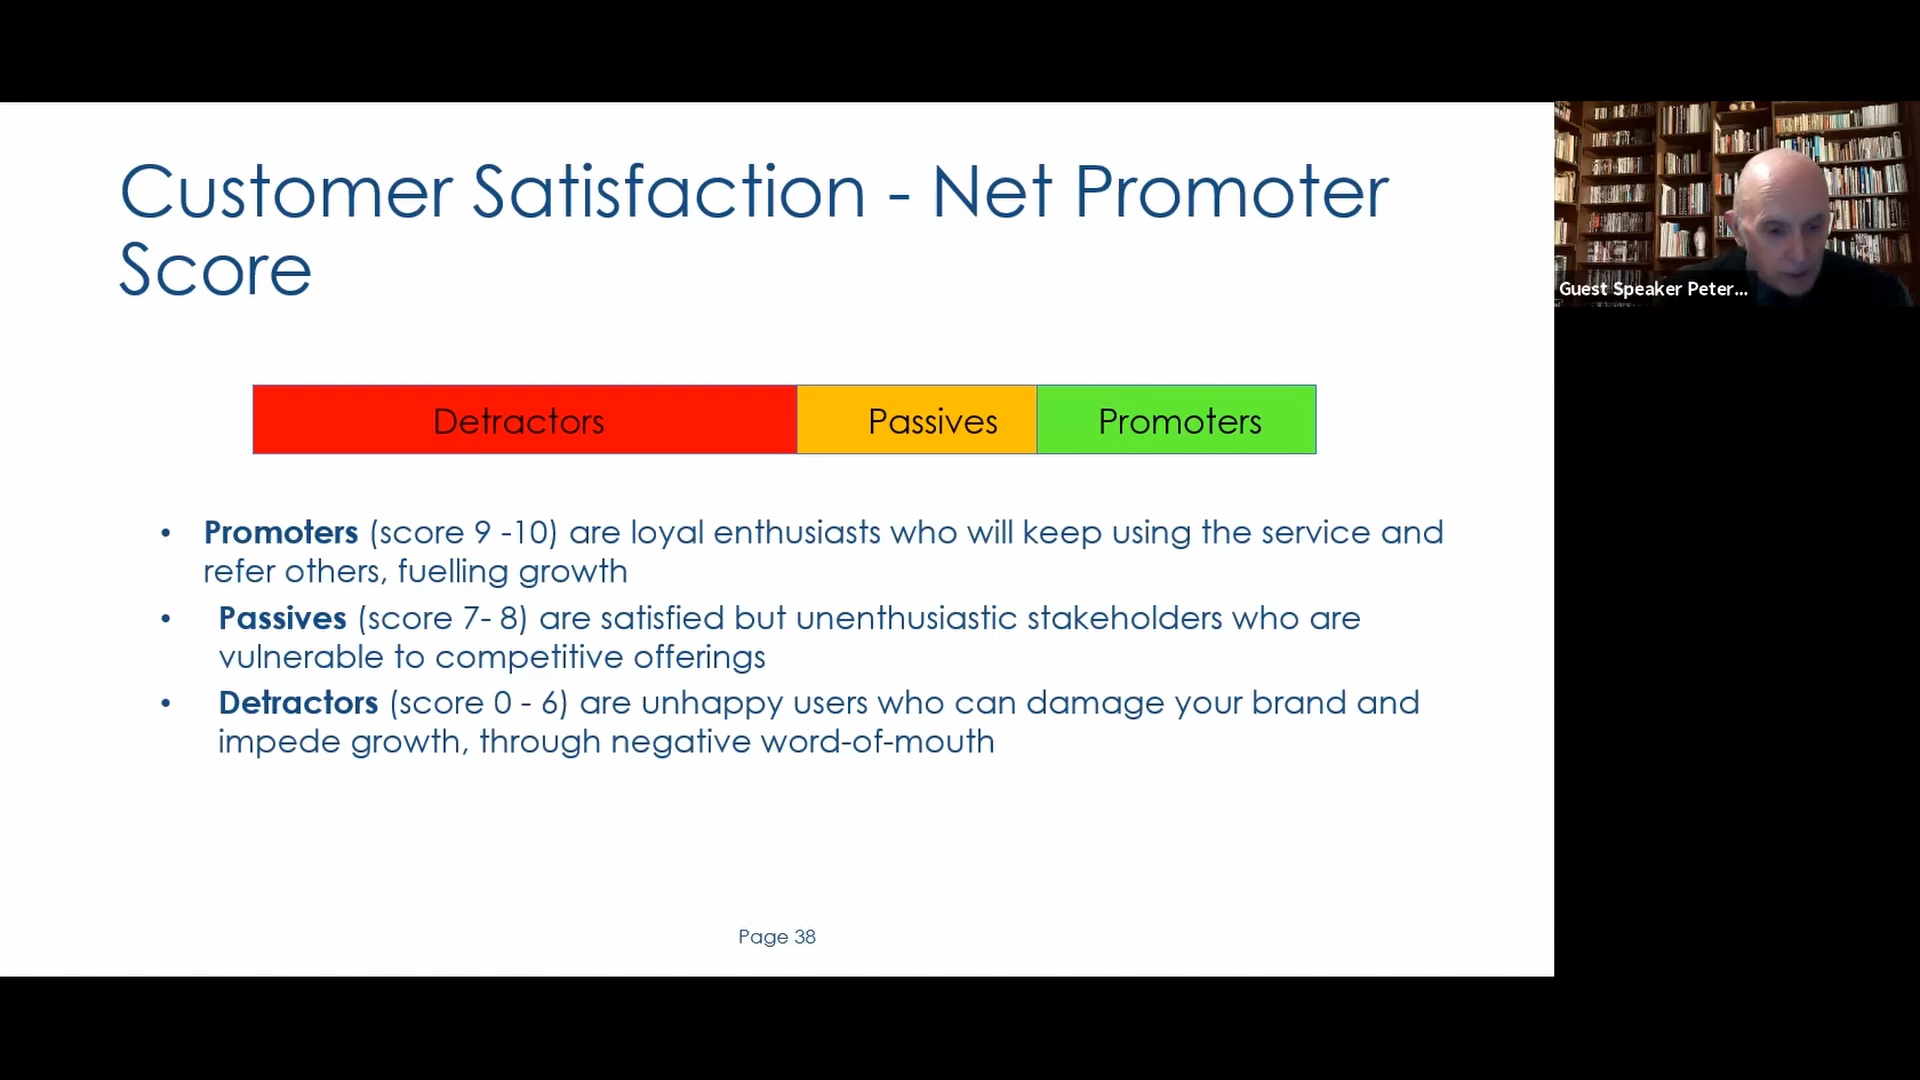 Customer Satisfaction - Net Promoter
Score
Detractors Passives Promoters
• Promoters (score 9 -10) are loyal enthusiasts who will keep using the service and
refer others, fuelling growth
• Passives (score 7- 8) are satisfied but unenthusiastic stakeholders who are
vulnerable to competitive offerings
• Detractors (score 0 - 6) are unhappy users who can damage your brand and
impede growth, through negative word-of-mouth
Page 38
Guest Speaker Peter...